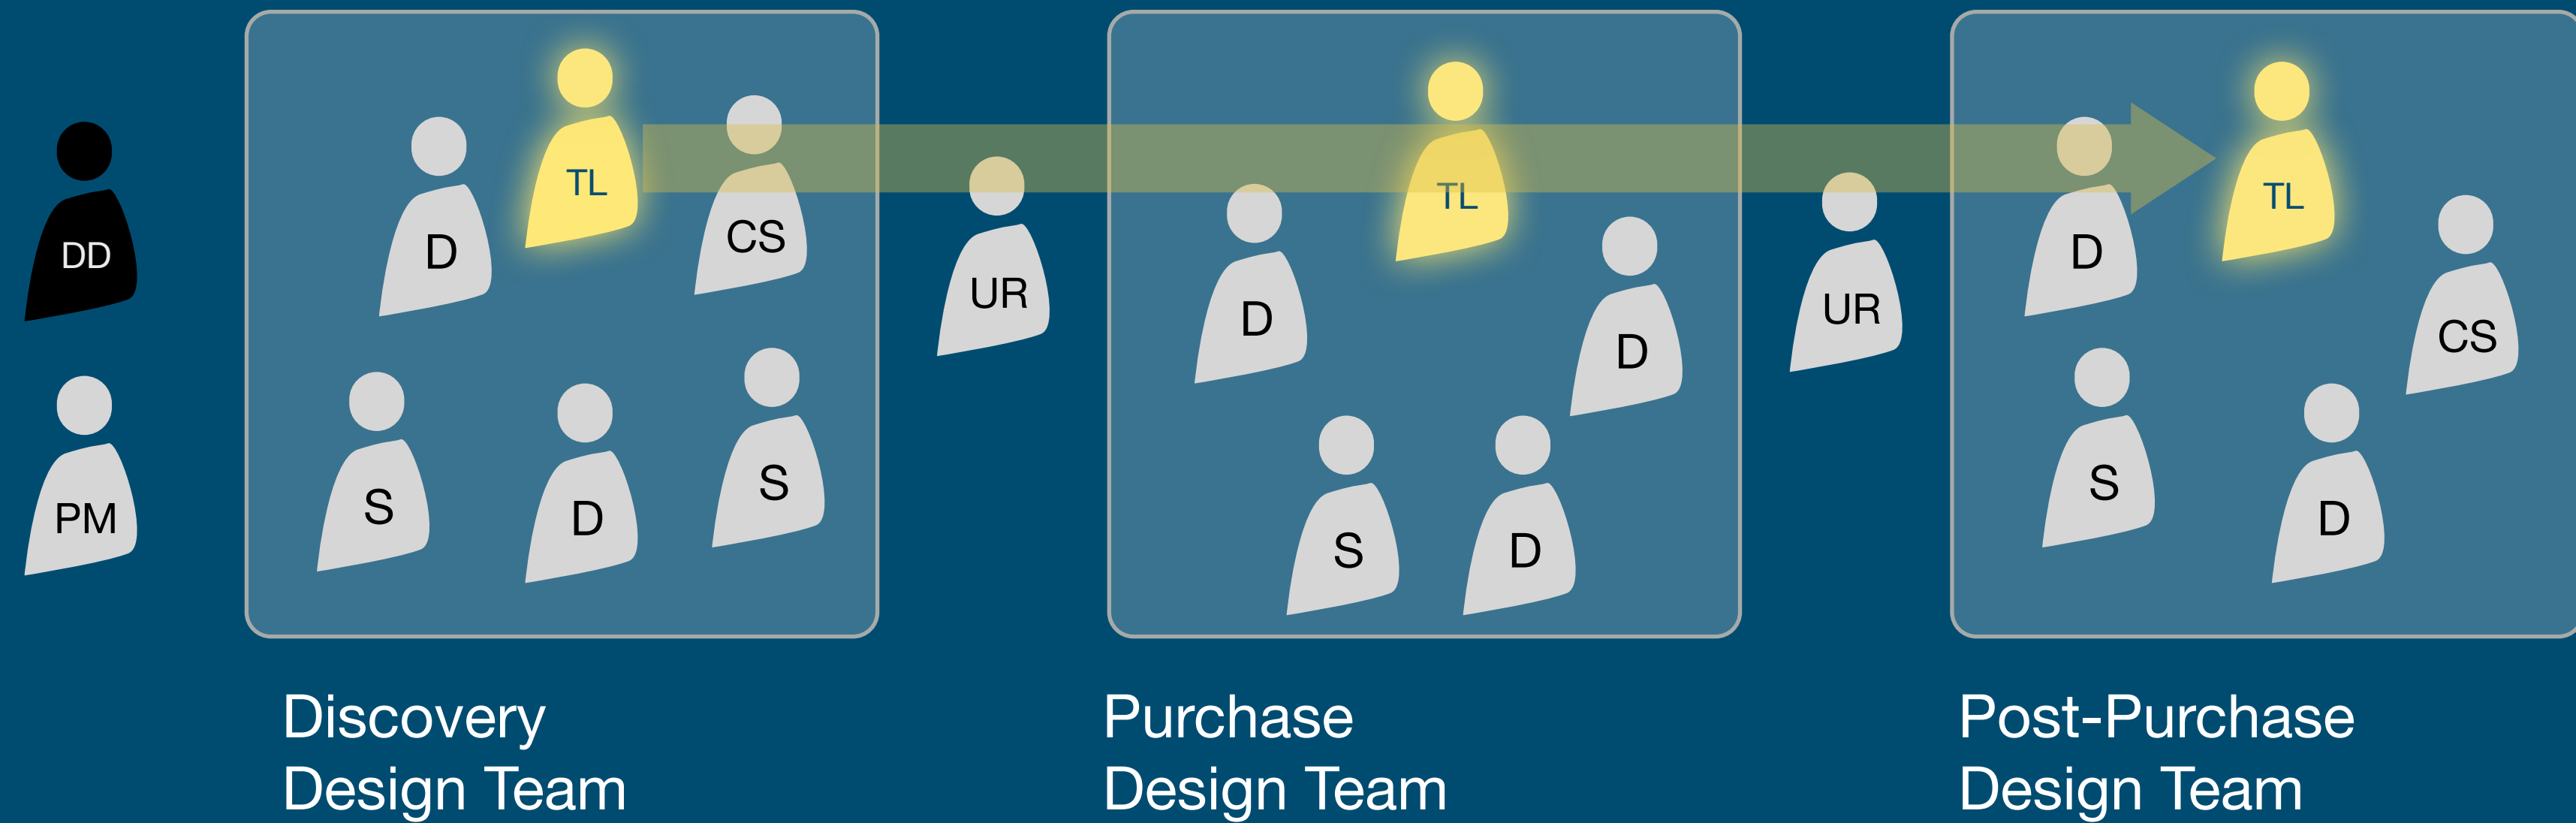 DD
PM
D
TL
CS
S
D
S
UR
D
TL
D
S
D
UR
D
TL
CS
S
D
Discovery
Design Team
Purchase
Design Team
Post-Purchase
Design Team